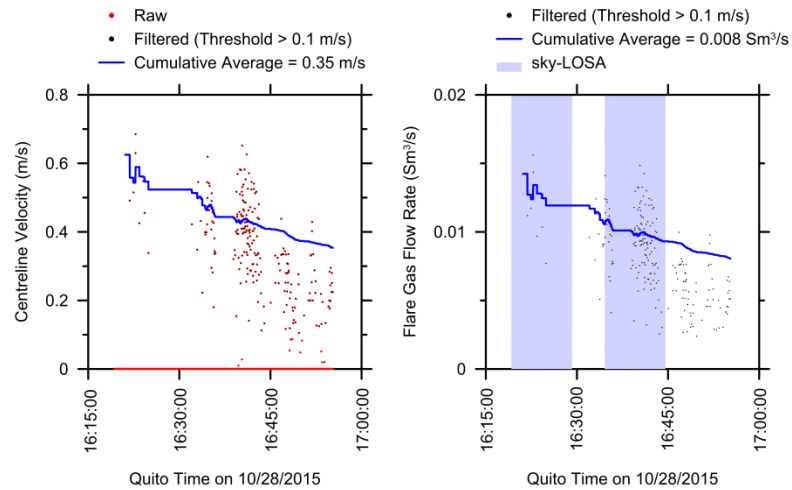 Raw
Filtered (Threshold > 0.1 m/s)
Cumulative Average = 0.35 m/s
0.8
0.6
0.4
0.2
0
Centreline Velocity (m/s)
16:15:00
16:30:00
16:45:00
17:00:00
Quito Time on 10/28/2015
Filtered (Threshold > 0.1 m/s)
Cumulative Average = 0.008 Sm³/s
sky-LOSA
0.02
0.01
0
Flare Gas Flow Rate (Sm³/s)
16:15:00
16:30:00
16:45:00
17:00:00
Quito Time on 10/28/2015